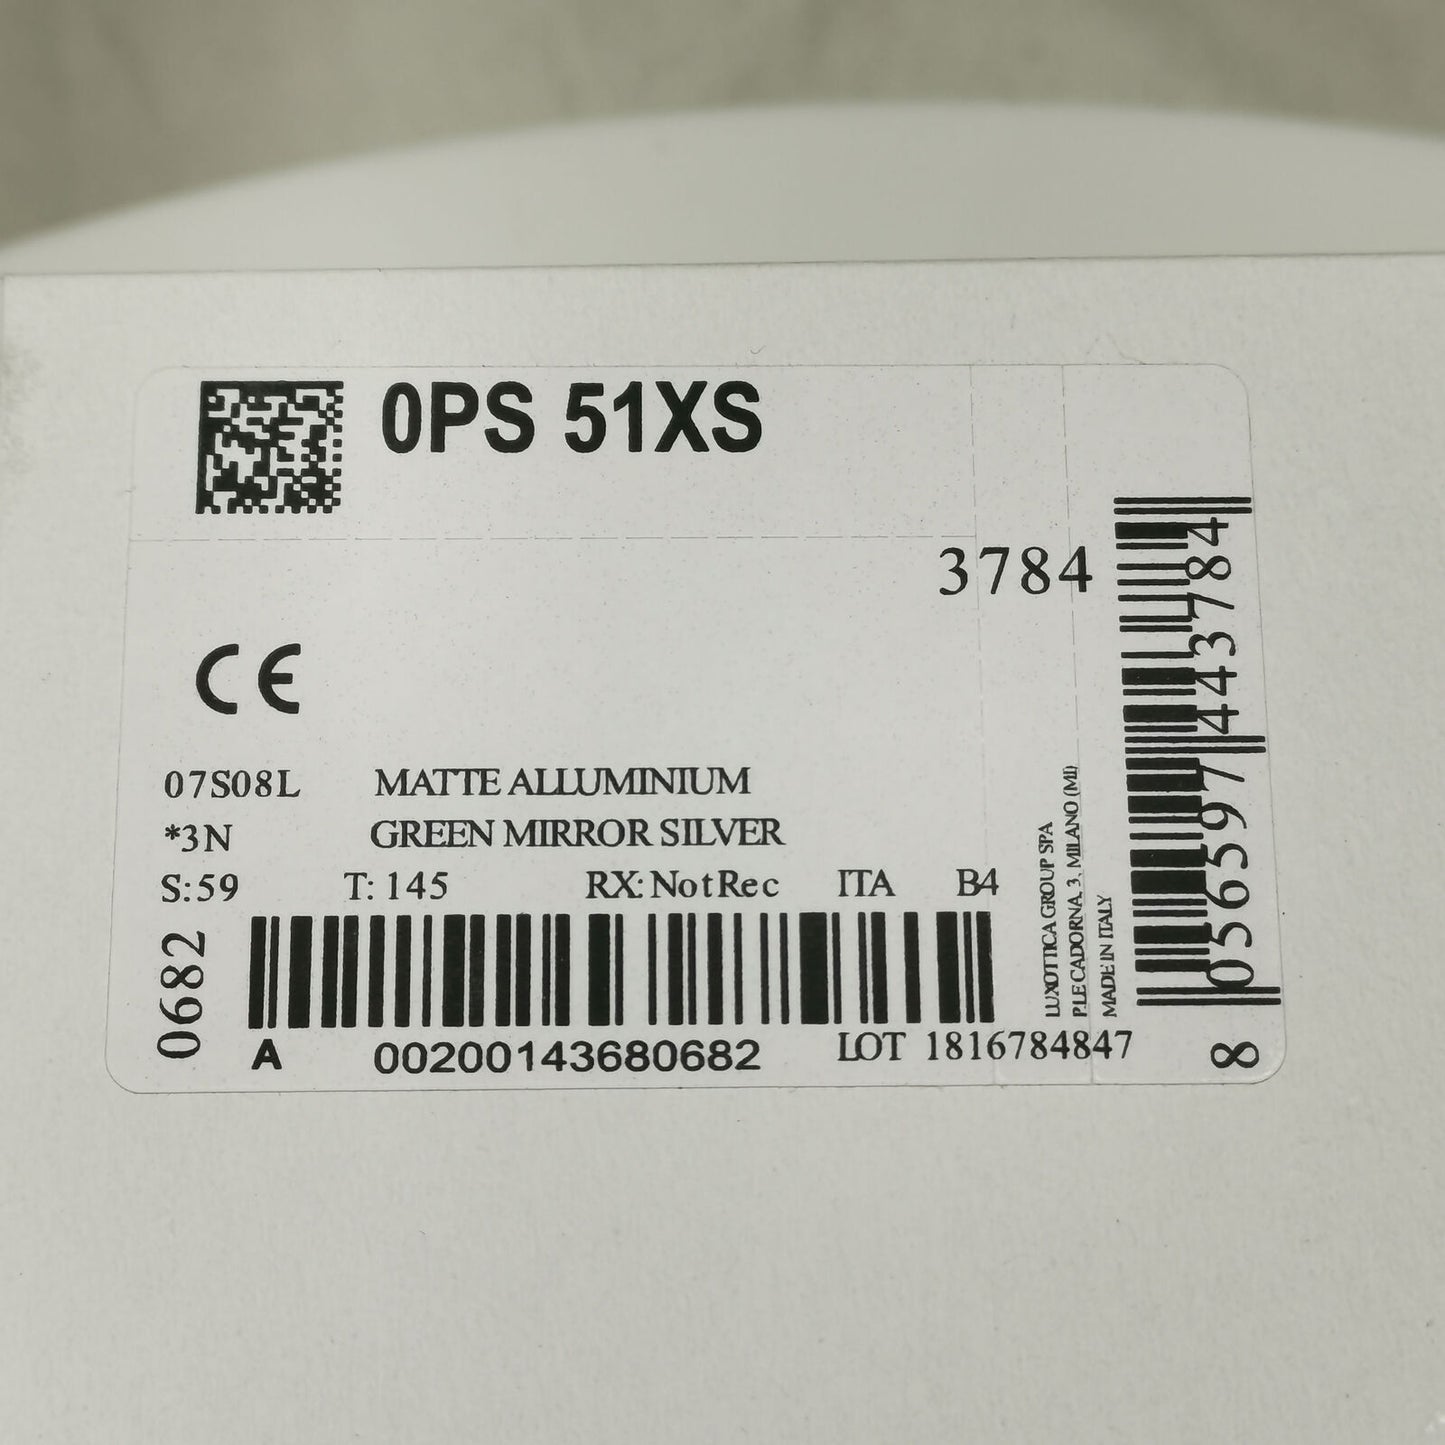 0PS 51XS
3784
CE
07S08L MATTE ALLUMINIUM
*3N GREEN MIRROR SILVER
S:59 T: 145 RX: NotRec ITA B4
0682
A 00200143680682 LOT 1816784847
LUXOTTICA GROUP SPA
P.LE CADORNA, 3, MILANO (MI)
MADE IN ITALY
8 056597 443784